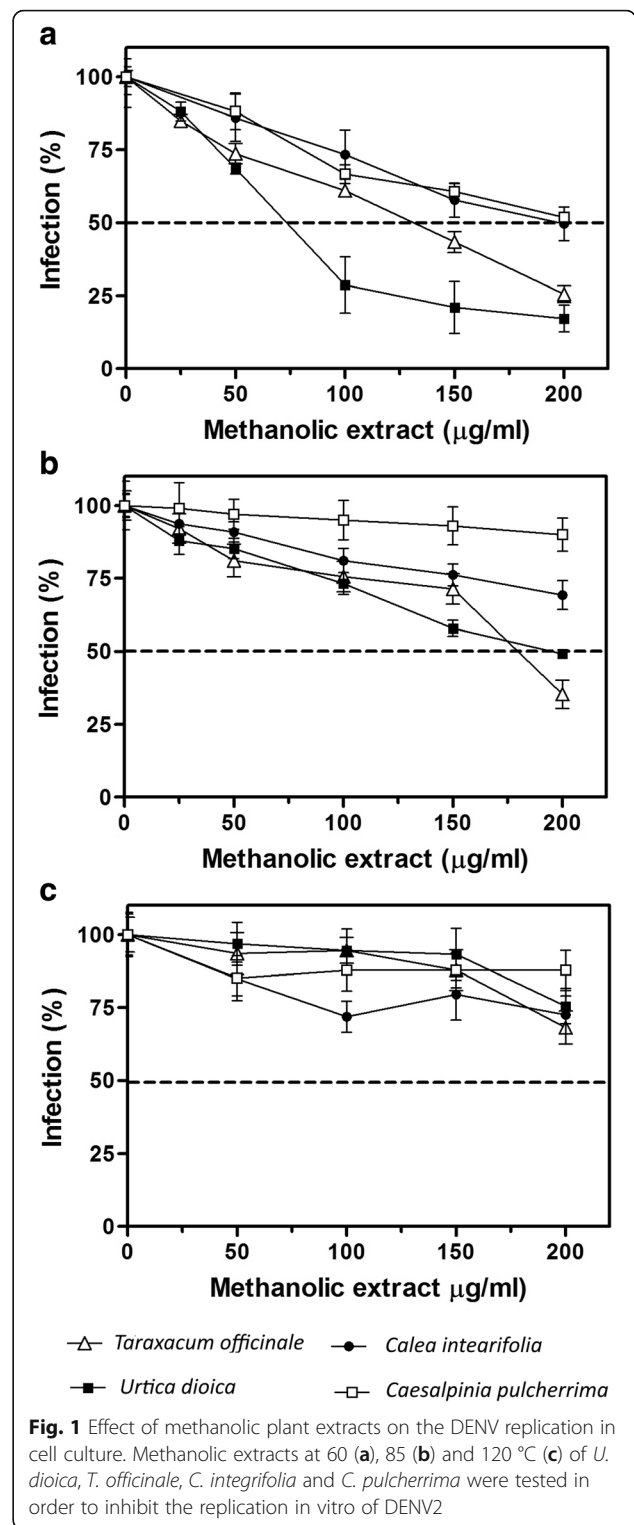 a
100
75
50
25
0
Infection (%)
0 50 100 150 200
Methanolic extract (µg/ml)
b
100
75
50
25
0
Infection (%)
0 50 100 150 200
Methanolic extract (µg/ml)
c
100
75
50
25
0
Infection (%)
0 50 100 150 200
Methanolic extract µg/ml)
Taraxacum officinale Calea intearifolia
Urtica dioica Caesalpinia pulcherrima
Fig. 1 Effect of methanolic plant extracts on the DENV replication in
cell culture. Methanolic extracts at 60 (a), 85 (b) and 120 °C (c) of U.
dioica, T. officinale, C. integrifolia and C. pulcherrima were tested in
order to inhibit the replication in vitro of DENV2